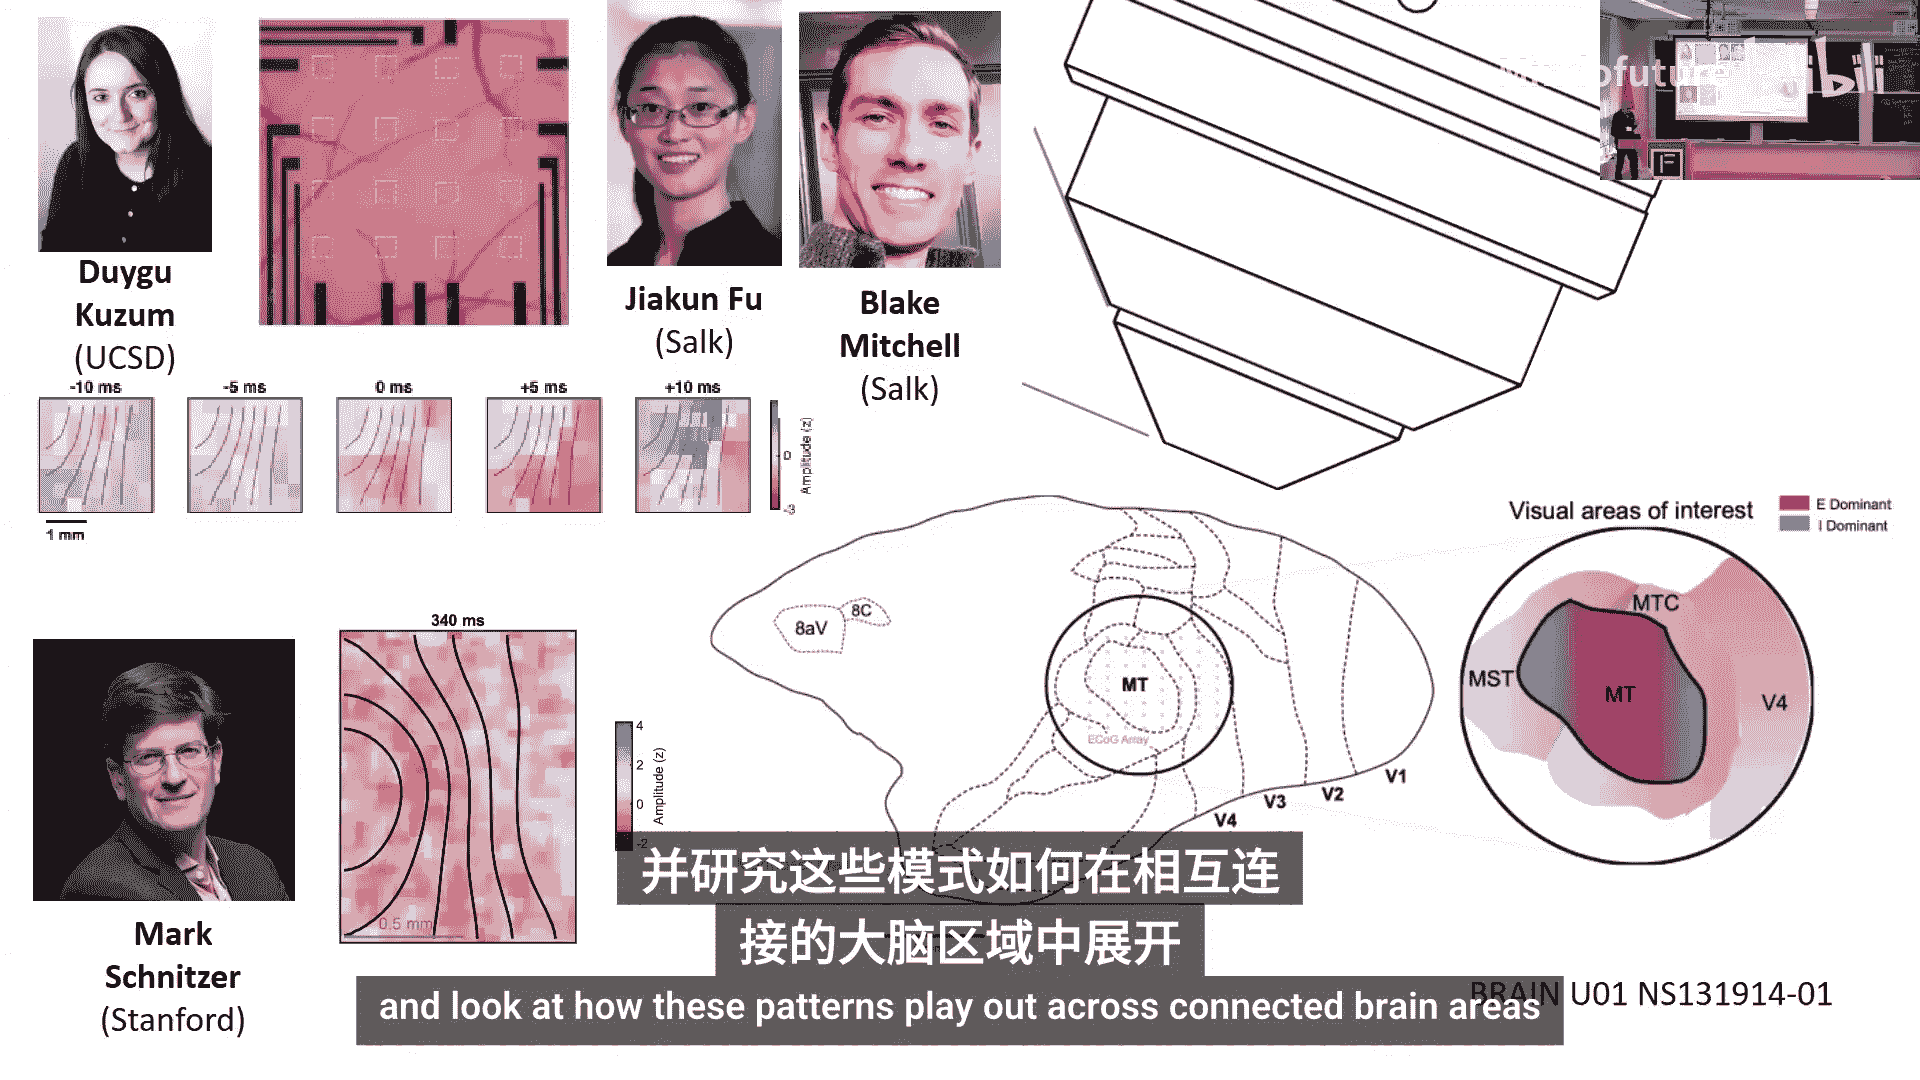 Duygu
Kuzum
(UCSD)
Jiakun Fu
(Salk)
Blake
Mitchell
(Salk)
-10 ms
-5 ms
0 ms
+5 ms
+10 ms
0
-3
Amplitude (z)
1 mm
Mark
Schnitzer
(Stanford)
340 ms
0.5 mm
4
2
0
-2
Amplitude (z)
8aV
8C
MT
ECoG Array
V4
V3
V2
V1
Visual areas of interest
E Dominant
I Dominant
MTC
MST
MT
V4
并研究这些模式如何在相互连
接的大脑区域中展开
and look at how these patterns play out across connected brain areas
BRAIN U01 NS131914-01